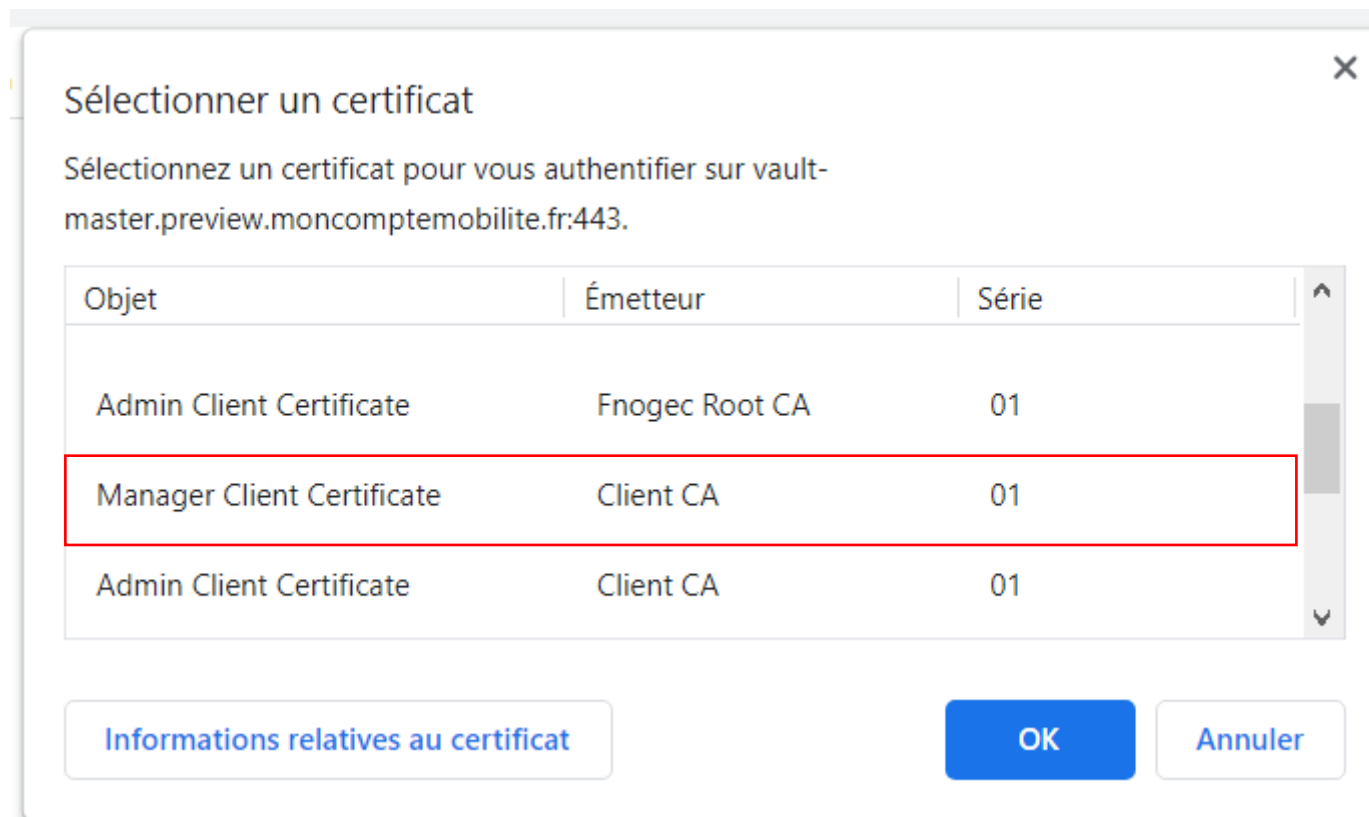 Sélectionner un certificat
Sélectionnez un certificat pour vous authentifier sur vault-
master.preview.moncomptemobilite.fr:443.
Objet Émetteur Série
Admin Client Certificate Fnogec Root CA 01
Manager Client Certificate Client CA 01
Admin Client Certificate Client CA 01
Informations relatives au certificat OK Annuler